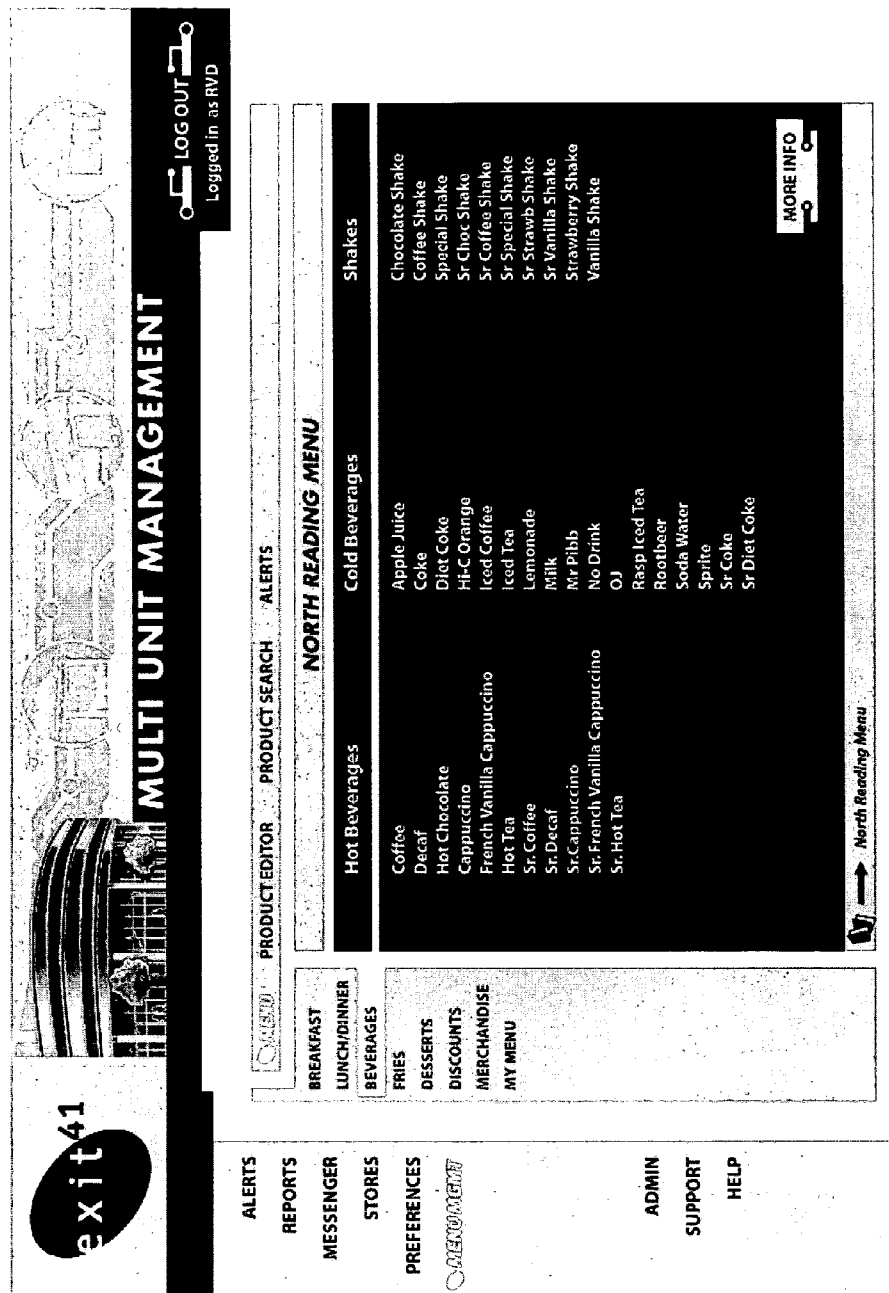 exit41
MULTI UNIT MANAGEMENT
LOG OUT
Logged in as RVD
ALERTS
REPORTS
MESSENGER
STORES
PREFERENCES
MENU MGMT
ADMIN
SUPPORT
HELP
MENU PRODUCT EDITOR PRODUCT SEARCH ALERTS
BREAKFAST
LUNCH/DINNER
BEVERAGES
FRIES
DESSERTS
DISCOUNTS
MERCHANDISE
MY MENU
NORTH READING MENU
Hot Beverages
Coffee
Decaf
Hot Chocolate
Cappuccino
French Vanilla Cappuccino
Hot Tea
Sr. Coffee
Sr. Decaf
Sr.Cappuccino
Sr. French Vanilla Cappuccino
Sr. Hot Tea
Cold Beverages
Apple Juice
Coke
Diet Coke
Hi-C Orange
Iced Coffee
Iced Tea
Lemonade
Milk
Mr Pibb
No Drink
OJ
Rasp Iced Tea
Rootbeer
Soda Water
Sprite
Sr Coke
Sr Diet Coke
Shakes
Chocolate Shake
Coffee Shake
Special Shake
Sr Choc Shake
Sr Coffee Shake
Sr Special Shake
Sr Strawb Shake
Sr Vanilla Shake
Strawberry Shake
Vanilla Shake
MORE INFO
North Reading Menu